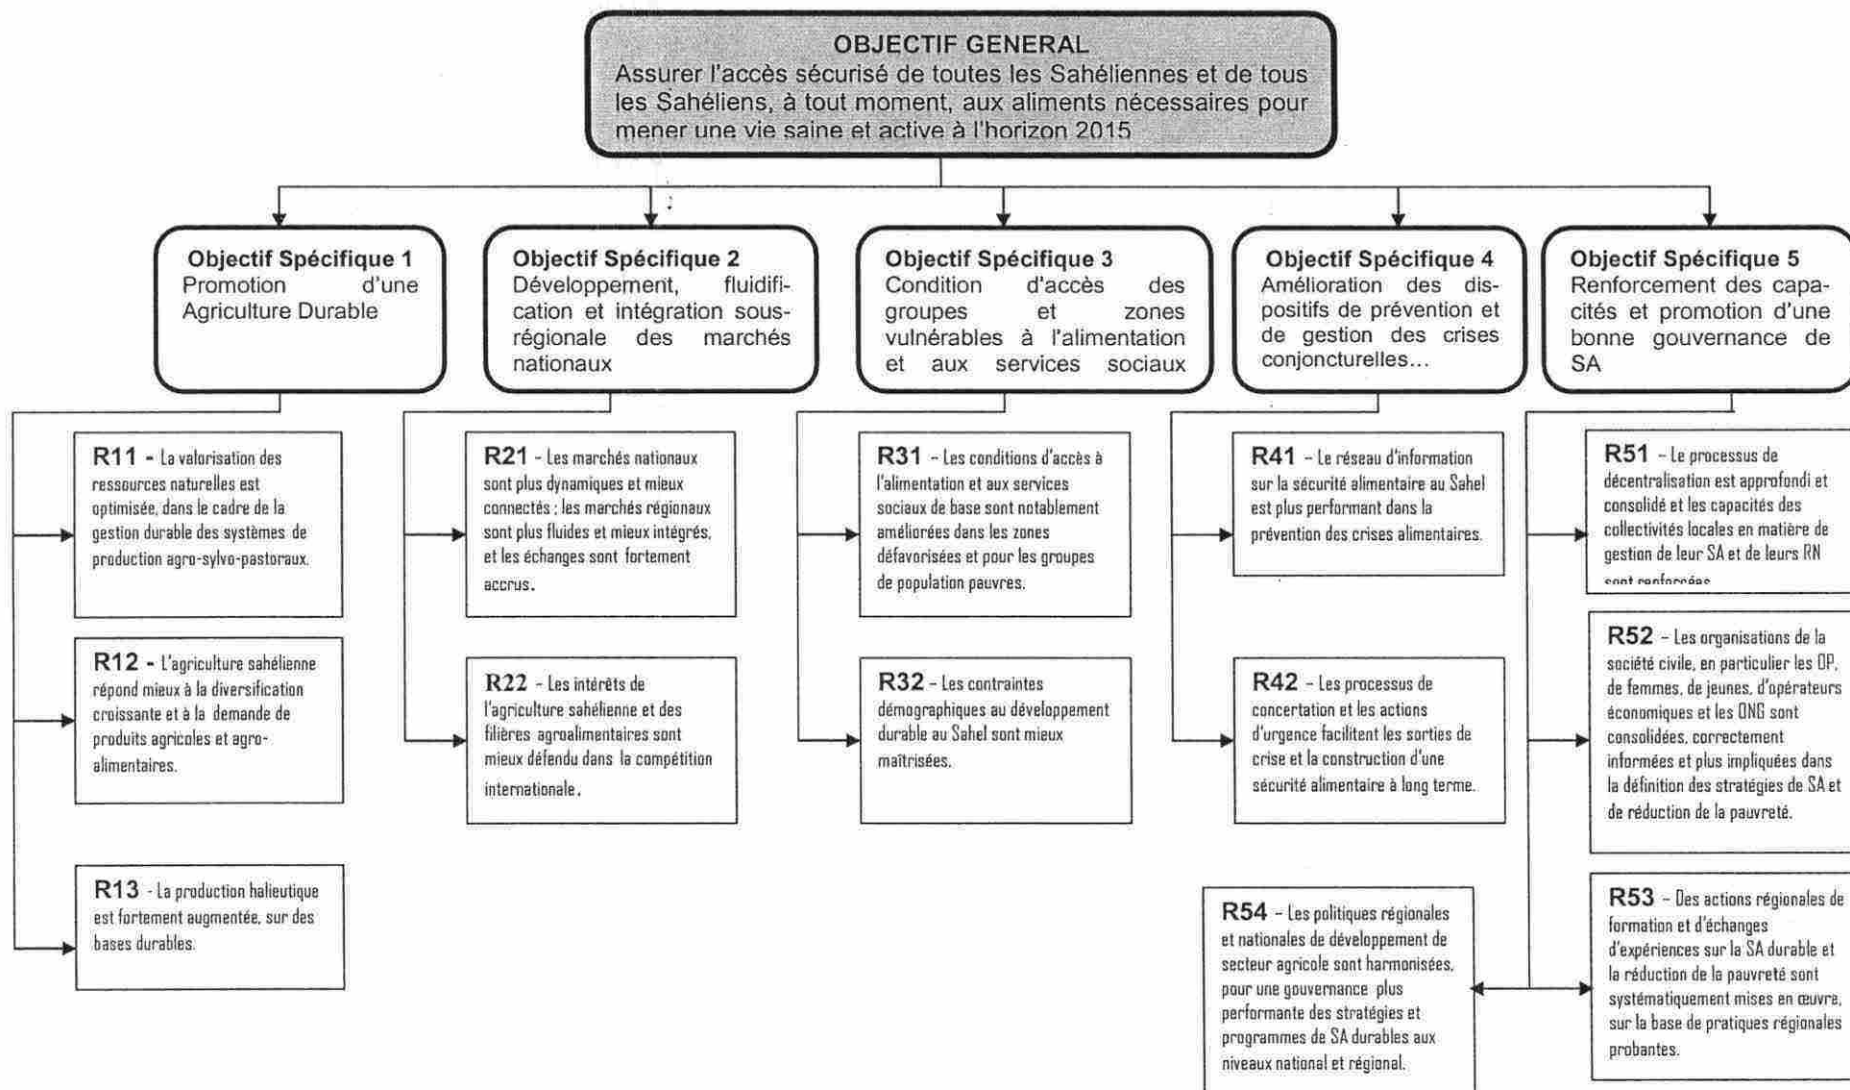 OBJECTIF GENERAL
Assurer l'accès sécurisé de toutes les Sahéliennes et de tous
les Sahéliens, à tout moment, aux aliments nécessaires pour
mener une vie saine et active à l'horizon 2015
Objectif Spécifique 1
Promotion d'une
Agriculture Durable
Objectif Spécifique 2
Développement, fluidifi-
cation et intégration sous-
régionale des marchés
nationaux
Objectif Spécifique 3
Condition d'accès des
groupes et zones
vulnérables à l'alimentation
et aux services sociaux
Objectif Spécifique 4
Amélioration des dis-
positifs de prévention et
de gestion des crises
conjoncturelles...
Objectif Spécifique 5
Renforcement des capa-
cités et promotion d'une
bonne gouvernance de
SA
R11 - La valorisation des
ressources naturelles est
optimisée, dans le cadre de la
gestion durable des systèmes de
production agro-sylvo-pastoraux.
R21 - Les marchés nationaux
sont plus dynamiques et mieux
connectés ; les marchés régionaux
sont plus fluides et mieux intégrés,
et les échanges sont fortement
accrus.
R31 - Les conditions d'accès à
l'alimentation et aux services
sociaux de base sont notablement
améliorées dans les zones
défavorisées et pour les groupes
de population pauvres.
R41 - Le réseau d'information
sur la sécurité alimentaire au Sahel
est plus performant dans la
prévention des crises alimentaires.
R51 - Le processus de
décentralisation est approfondi et
consolidé et les capacités des
collectivités locales en matière de
gestion de leur SA et de leurs RN
sont renforcées
R12 - L'agriculture sahélienne
répond mieux à la diversification
croissante et à la demande de
produits agricoles et agro-
alimentaires.
R22 - Les intérêts de
l'agriculture sahélienne et des
filières agroalimentaires sont
mieux défendu dans la compétition
internationale.
R32 - Les contraintes
démographiques au développement
durable au Sahel sont mieux
maîtrisées.
R42 - Les processus de
concertation et les actions
d'urgence facilitent les sorties de
crise et la construction d'une
sécurité alimentaire à long terme.
R52 - Les organisations de la
société civile, en particulier les OP,
de femmes, de jeunes, d'opérateurs
économiques et les ONG sont
consolidées, correctement
informées et plus impliquées dans
la définition des stratégies de SA et
de réduction de la pauvreté.
R13 - La production halieutique
est fortement augmentée, sur des
bases durables.
R54 - Les politiques régionales
et nationales de développement de
secteur agricole sont harmonisées,
pour une gouvernance plus
performante des stratégies et
programmes de SA durables aux
niveaux national et régional.
R53 - Des actions régionales de
formation et d'échanges
d'expériences sur la SA durable et
la réduction de la pauvreté sont
systématiquement mises en œuvre,
sur la base de pratiques régionales
probantes.